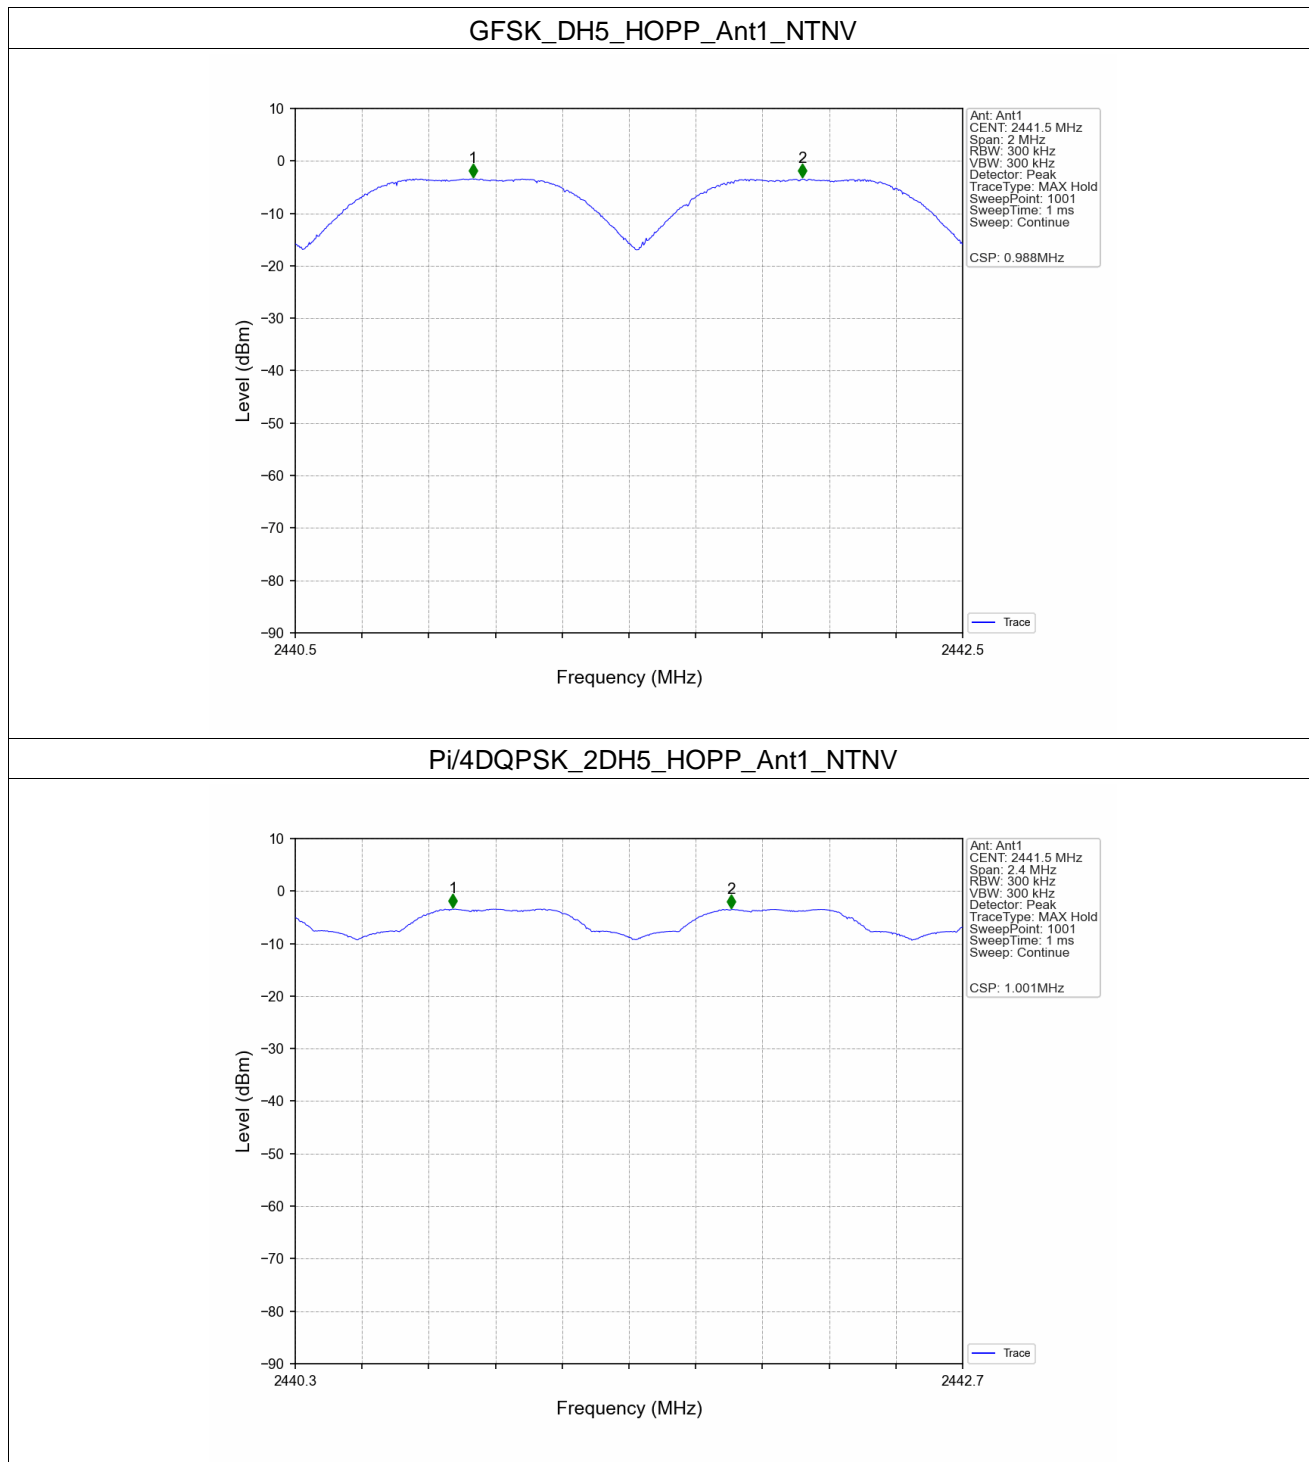 GFSK_DH5_HOPP_Ant1_NTNV
10
0
−10
−20
−30
−40
−50
−60
−70
−80
−90
Level (dBm)
1
2
2440.5
2442.5
Frequency (MHz)
Ant: Ant1
CENT: 2441.5 MHz
Span: 2 MHz
RBW: 300 kHz
VBW: 300 kHz
Detector: Peak
TraceType: MAX Hold
SweepPoint: 1001
SweepTime: 1 ms
Sweep: Continue
CSP: 0.988MHz
Trace
Pi/4DQPSK_2DH5_HOPP_Ant1_NTNV
10
0
−10
−20
−30
−40
−50
−60
−70
−80
−90
Level (dBm)
1
2
2440.3
2442.7
Frequency (MHz)
Ant: Ant1
CENT: 2441.5 MHz
Span: 2.4 MHz
RBW: 300 kHz
VBW: 300 kHz
Detector: Peak
TraceType: MAX Hold
SweepPoint: 1001
SweepTime: 1 ms
Sweep: Continue
CSP: 1.001MHz
Trace